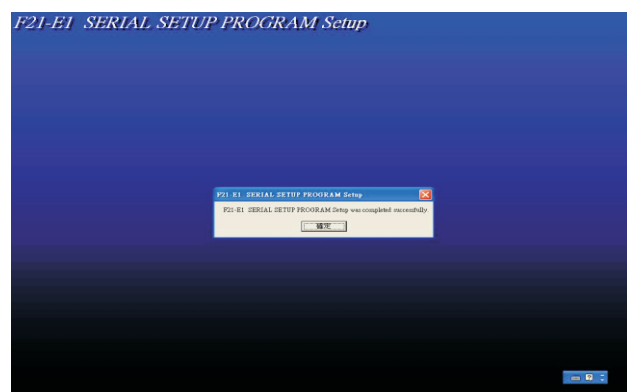 F21-E1 SERIAL SETUP PROGRAM Setup
F21-E1 SERIAL SETUP PROGRAM Setup
F21-E1 SERIAL SETUP PROGRAM Setup was completed successfully.
確定